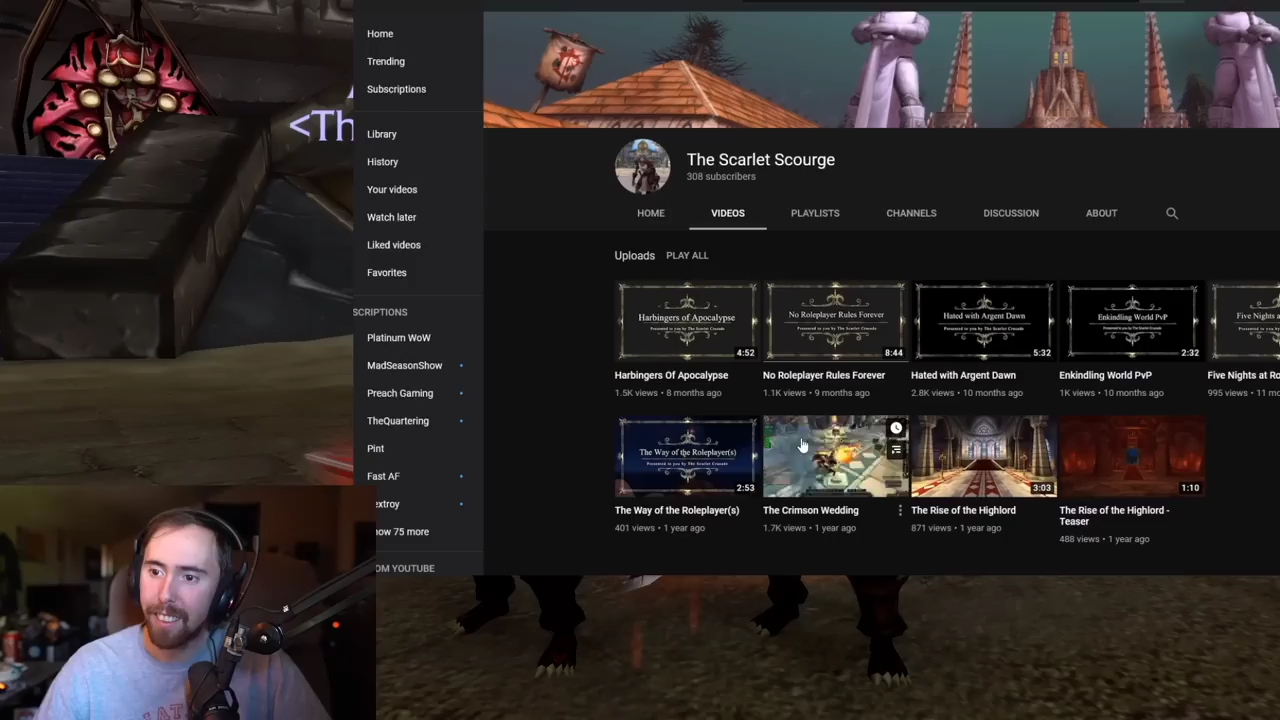 <Th
Home
Trending
Subscriptions
Library
History
Your videos
Watch later
Liked videos
Favorites
SCRIPTIONS
Platinum WoW
MadSeasonShow
Preach Gaming
TheQuartering
Pint
Fast AF
extroy
how 75 more
OM YOUTUBE
The Scarlet Scourge
308 subscribers
HOME VIDEOS PLAYLISTS CHANNELS DISCUSSION ABOUT
Uploads PLAY ALL
Harbingers of Apocalypse
Presented to you by The Scarlet Crusade
4:52
Harbingers Of Apocalypse
1.5K views • 8 months ago
No Roleplayer Rules Forever
Presented to you by The Scarlet Crusade
8:44
No Roleplayer Rules Forever
1.1K views • 9 months ago
Hated with Argent Dawn
Presented to you by The Scarlet Crusade
5:32
Hated with Argent Dawn
2.8K views • 10 months ago
Enkindling World PvP
Presented to you by The Scarlet Crusade
2:32
Enkindling World PvP
1K views • 10 months ago
Five Nights a
Presented to you by
Five Nights at Ro
995 views • 11 mo
The Way of the Roleplayer(s)
Presented to you by The Scarlet Crusade
2:53
The Way of the Roleplayer(s)
401 views • 1 year ago
The Crimson Wedding
1.7K views • 1 year ago
3:03
The Rise of the Highlord
871 views • 1 year ago
1:10
The Rise of the Highlord -
Teaser
488 views • 1 year ago